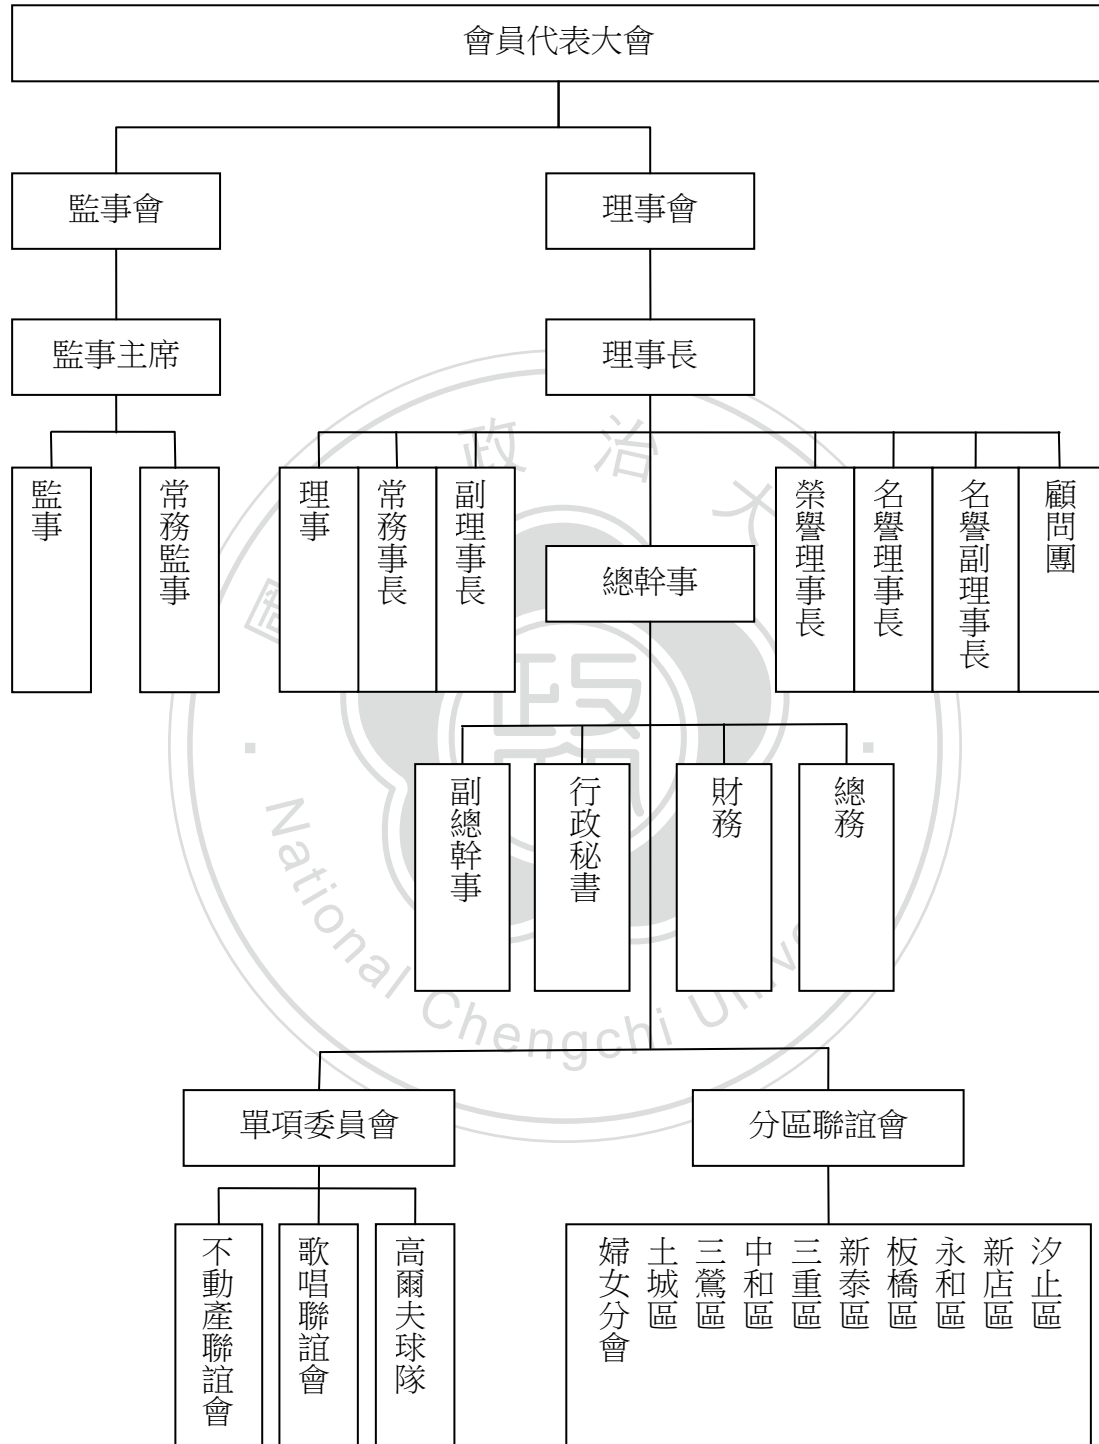 會員代表大會
監事會
理事會
監事主席
理事長
監事
常務監事
理事
常務事長
副理事長
榮譽理事長
名譽理事長
名譽副理事長
顧問團
總幹事
副總幹事
行政秘書
財務
總務
單項委員會
分區聯誼會
不動產聯誼會
歌唱聯誼會
高爾夫球隊
婦女分會
土城區
三鶯區
中和區
三重區
新泰區
板橋區
永和區
新店區
汐止區
政治大
National Chengchi